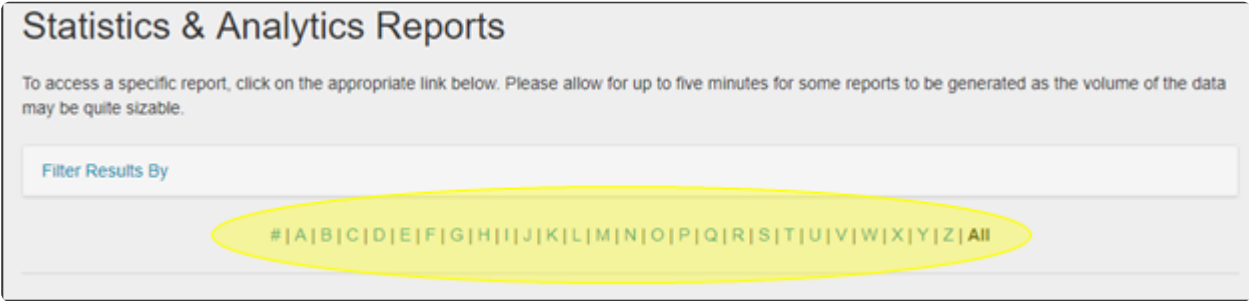 Statistics & Analytics Reports
To access a specific report, click on the appropriate link below. Please allow for up to five minutes for some reports to be generated as the volume of the data
may be quite sizable.
Filter Results By
# | A | B | C | D | E | F | G | H | I | J | K | L | M | N | O | P | Q | R | S | T | U | V | W | X | Y | Z | All